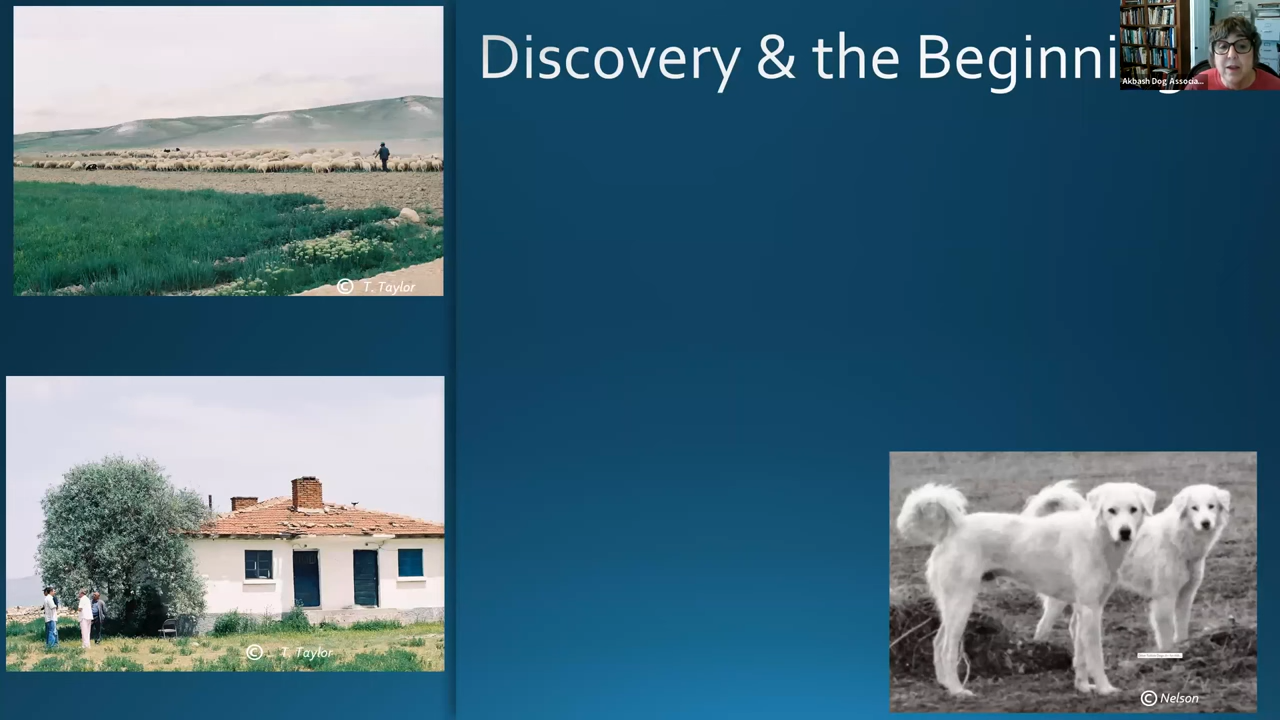 Discovery & the Beginni
Akbash Dog Associa...
© T. Taylor
© T. Taylor
© Nelson